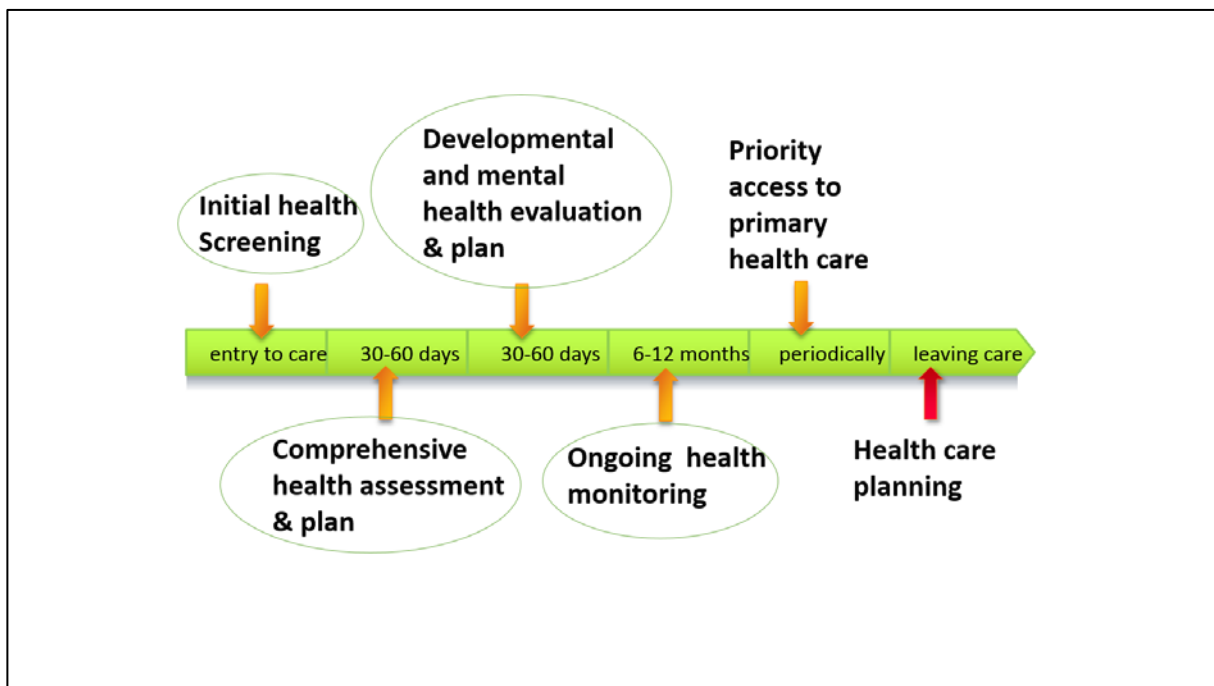 Initial health
Screening
Developmental
and mental
health evaluation
& plan
Priority
access to
primary
health care
entry to care
30-60 days
30-60 days
6-12 months
periodically
leaving care
Comprehensive
health assessment
& plan
Ongoing health
monitoring
Health care
planning